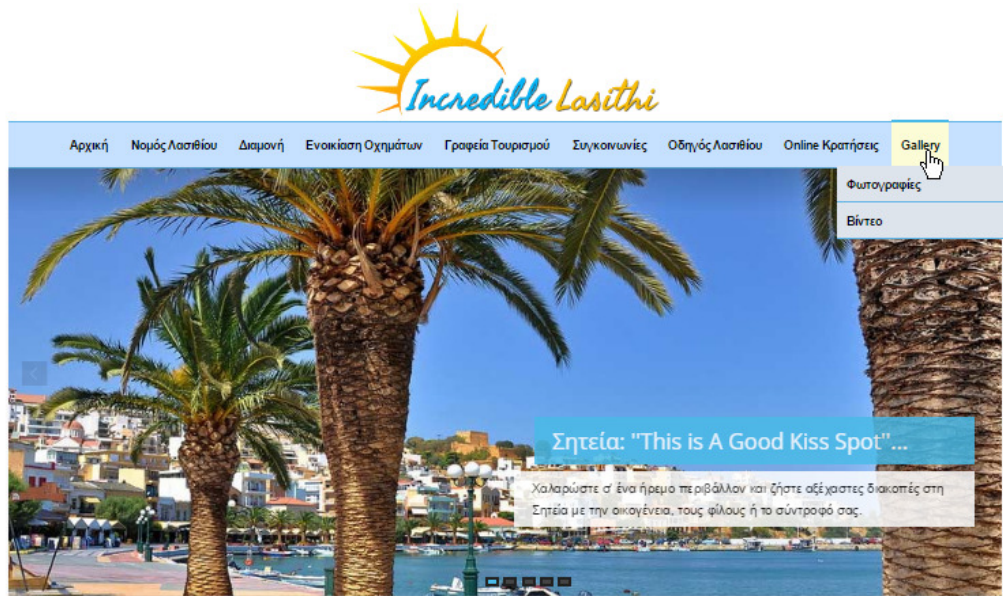 Incredible Lasithi
Αρχική Νομός Λασιθίου Διαμονή Ενοικίαση Οχημάτων Γραφεία Τουρισμού Συγκοινωνίες Οδηγός Λασιθίου Online Κρατήσεις Gallery
Φωτογραφίες
Βίντεο
Σητεία: "This is A Good Kiss Spot"...
Χαλαρώστε σ' ένα ήρεμο περιβάλλον και ζήστε αξέχαστες διακοπές στη
Σητεία με την οικογένεια, τους φίλους ή το σύντροφό σας.